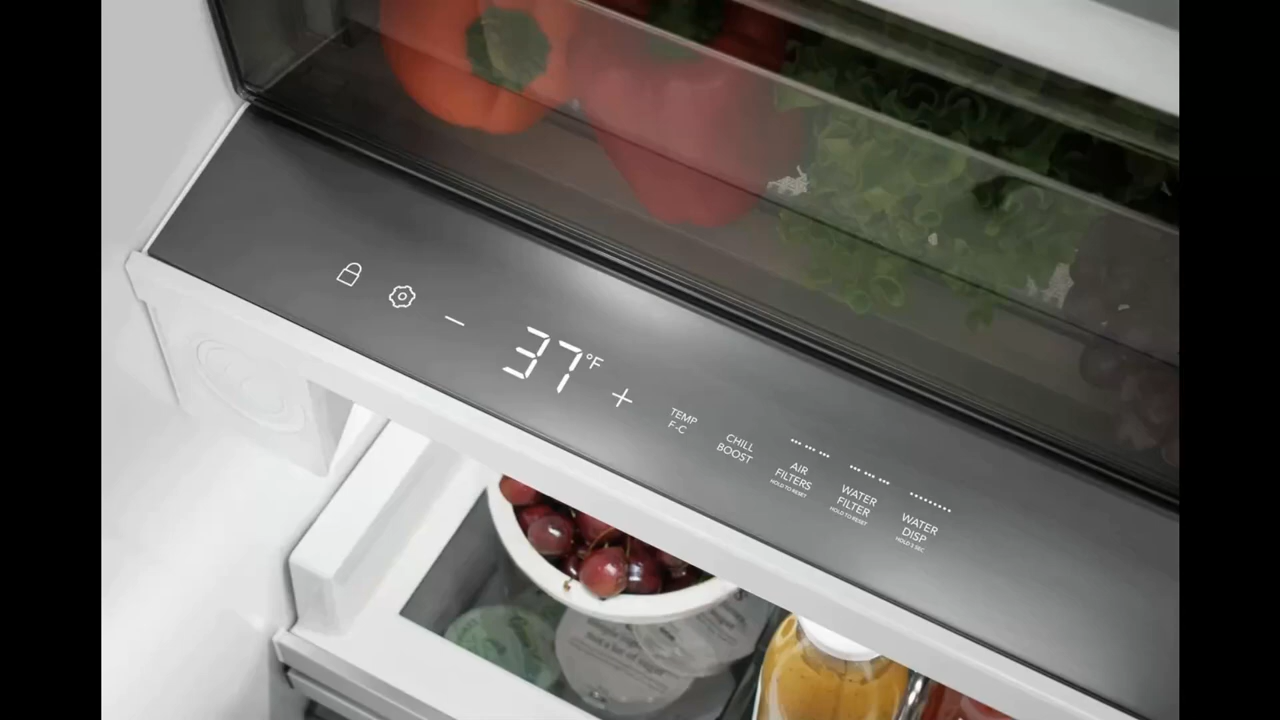 37°F
TEMP
F-C
CHILL
BOOST
AIR
FILTERS
HOLD TO RESET
WATER
FILTER
HOLD TO RESET
WATER
DISP
HOLD 3 SEC